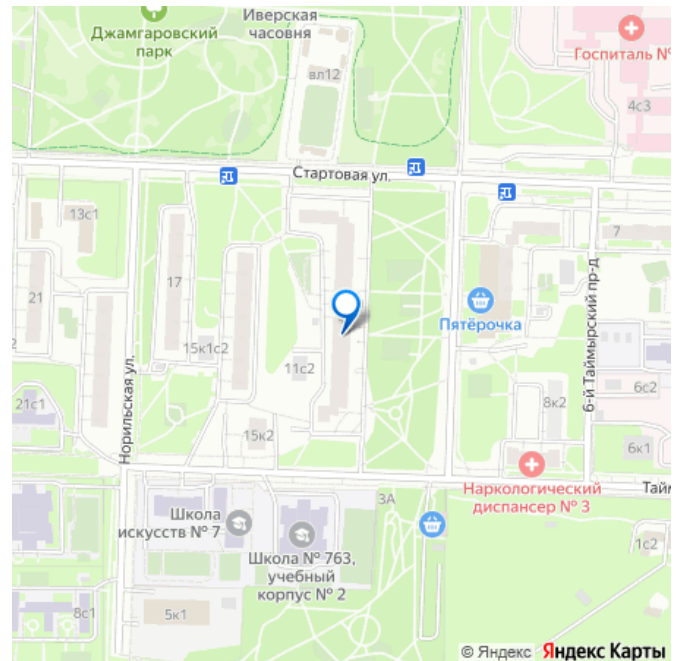 Иверская
часовня
Джамгаровский
парк
вл12
Госпиталь №
4с3
Стартовая ул.
13с1
7
17
21
6-й Таймырский пр-д
Пятёрочка
15к1с2
2
11с2
Норильская ул.
6с2
21с1
8к2
15к2
6к1
Наркологический
диспансер № 3
Тайм
3А
Школа
искусств № 7
Школа № 763,
учебный
корпус № 2
1с2
8с1
5к1
© Яндекс Яндекс Карты